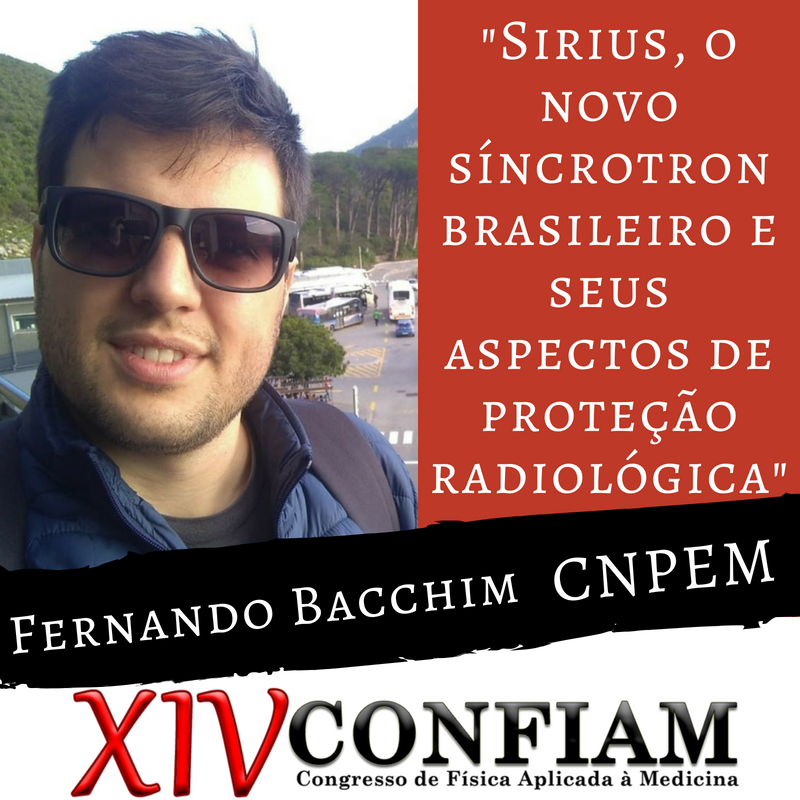 "Sirius, o
novo
síncrotron
brasileiro e
seus
aspectos de
proteção
radiológica"
Fernando Bacchim CNPEM
XIV CONFIAM
Congresso de Física Aplicada à Medicina